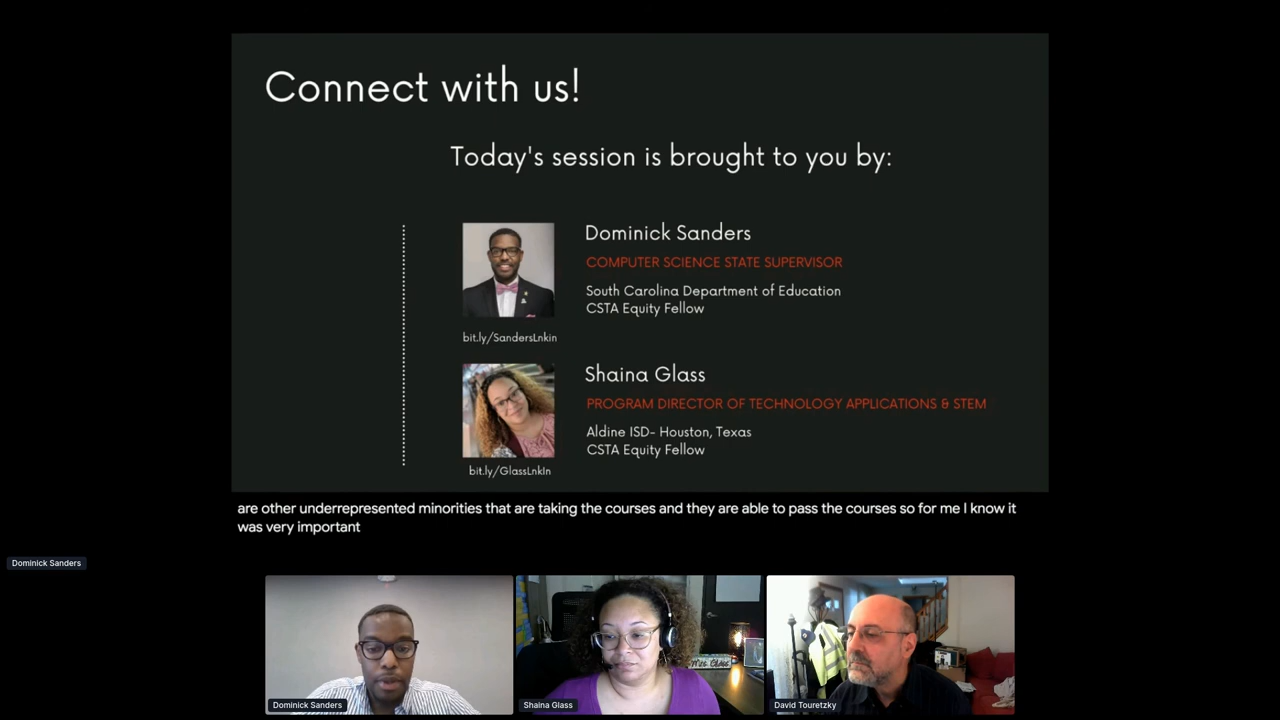 Connect with us!
Today's session is brought to you by:
Dominick Sanders
COMPUTER SCIENCE STATE SUPERVISOR
South Carolina Department of Education
CSTA Equity Fellow
bit.ly/SandersLnkin
Shaina Glass
PROGRAM DIRECTOR OF TECHNOLOGY APPLICATIONS & STEM
Aldine ISD- Houston, Texas
CSTA Equity Fellow
bit.ly/GlassLnkIn
are other underrepresented minorities that are taking the courses and they are able to pass the courses so for me I know it
was very important
Dominick Sanders
Mrs. Glass
Dominick Sanders
Shaina Glass
David Touretzky